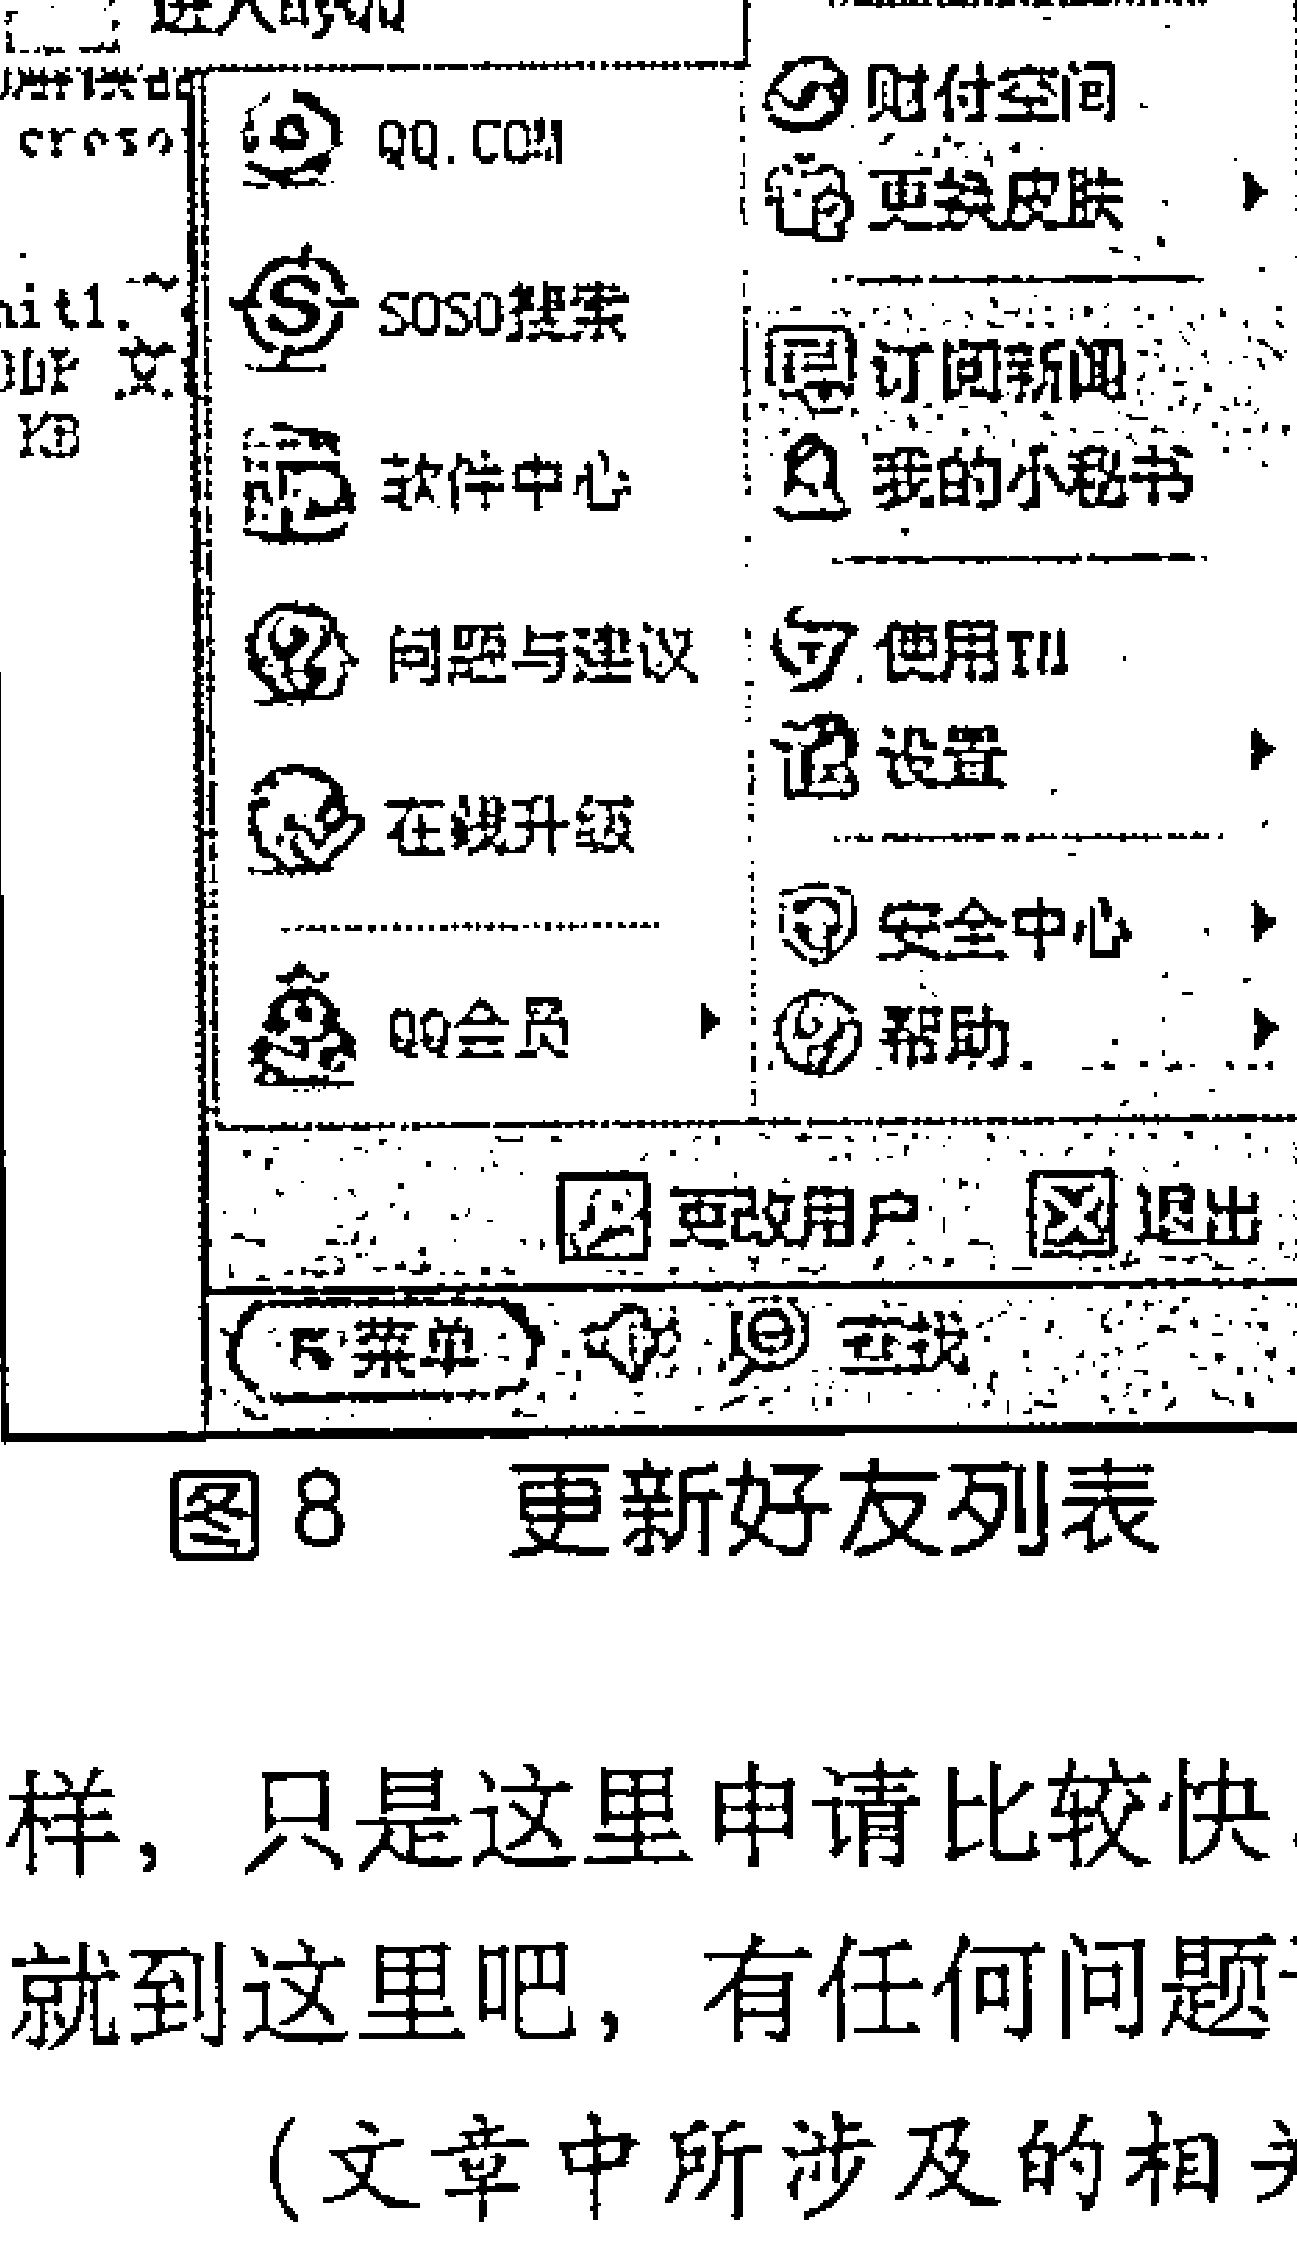 QQ.COM
SOSO搜索
软件中心
问题与建议
在线升级
QQ会员
财付空间
更换皮肤
订阅新闻
我的小秘书
使用TM
设置
安全中心
帮助
更改用户 退出
菜单 查找
图8 更新好友列表
样，只是这里申请比较快
就到这里吧，有任何问题
（文章中所涉及的相关